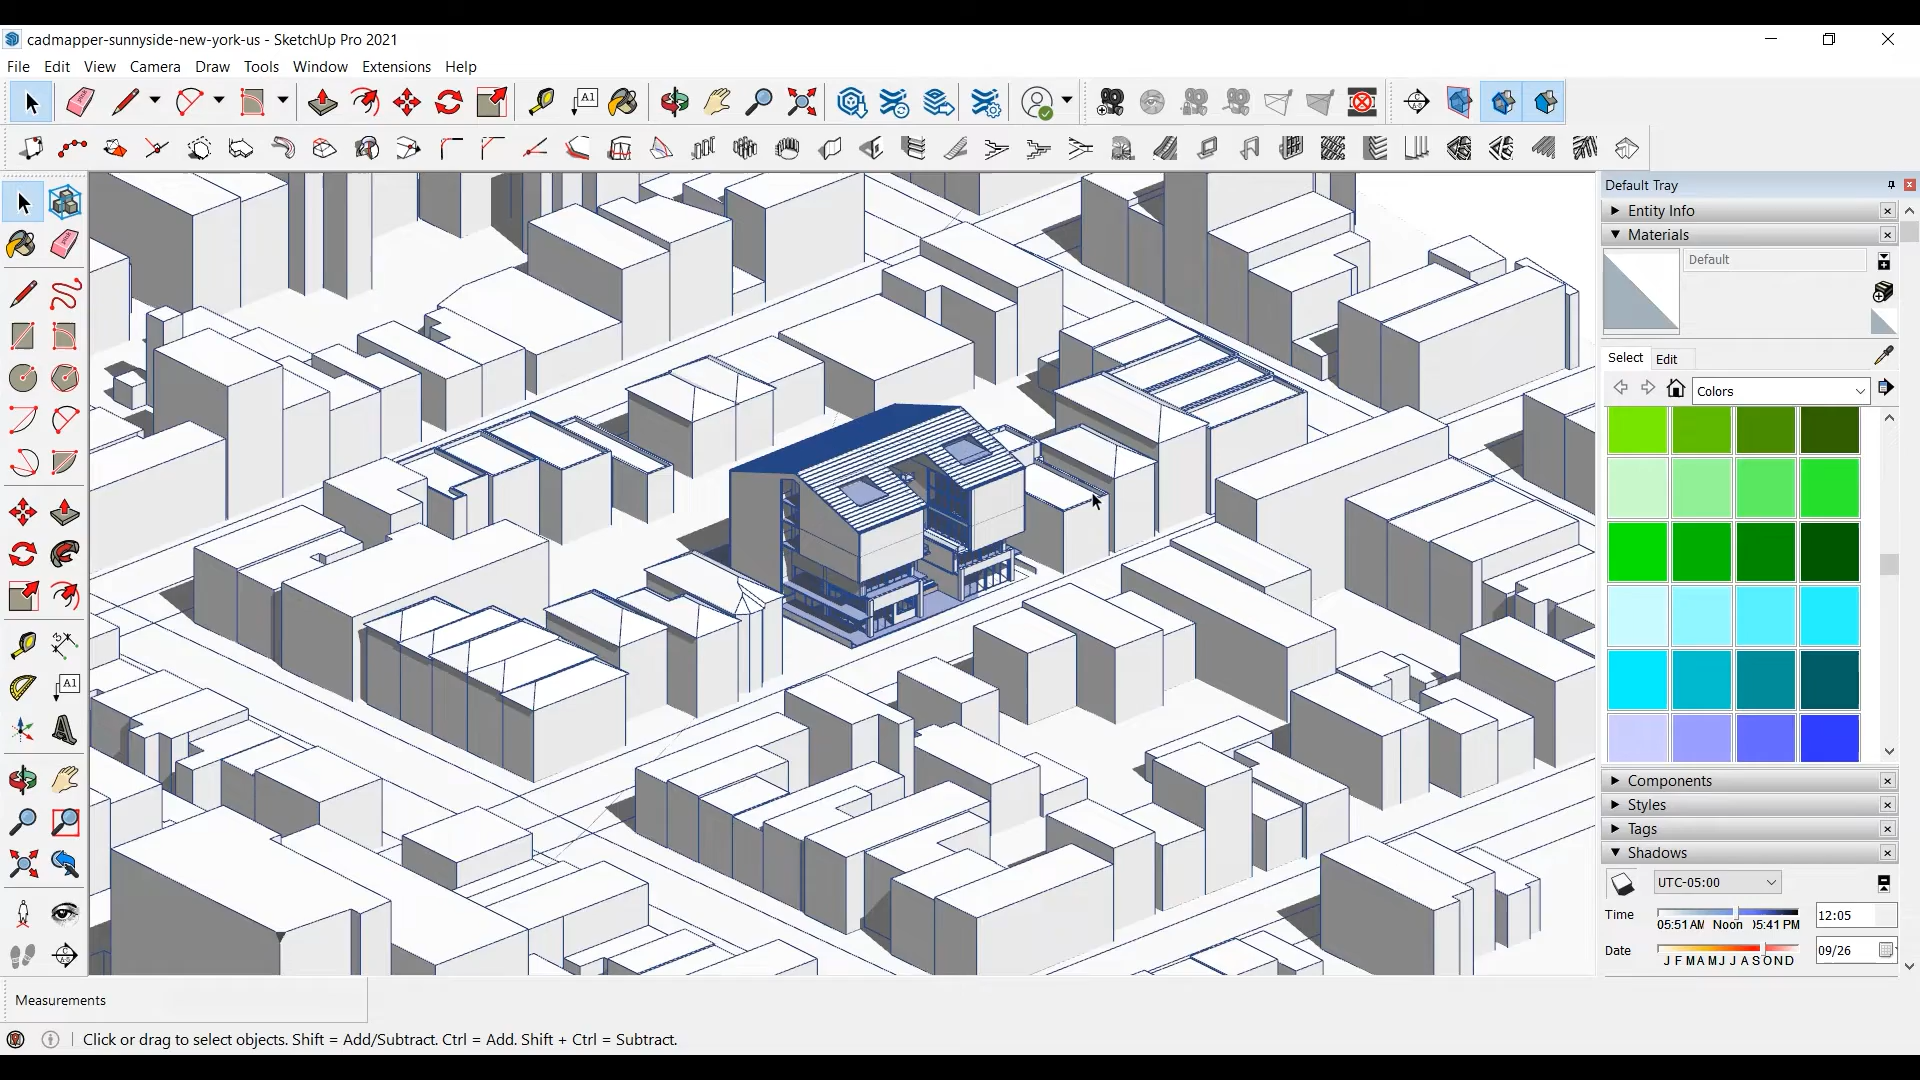 cadmapper-sunnyside-new-york-us - SketchUp Pro 2021
File Edit View Camera Draw Tools Window Extensions Help
A1
Default Tray
Entity Info
Materials
Default
Select Edit
Colors
A1
Components
Styles
Tags
Shadows
UTC-05:00
Time 12:05
05:51 AM Noon 05:41 PM
Date 09/26
J F M A M J J A S O N D
Measurements
Click or drag to select objects. Shift = Add/Subtract. Ctrl = Add. Shift + Ctrl = Subtract.